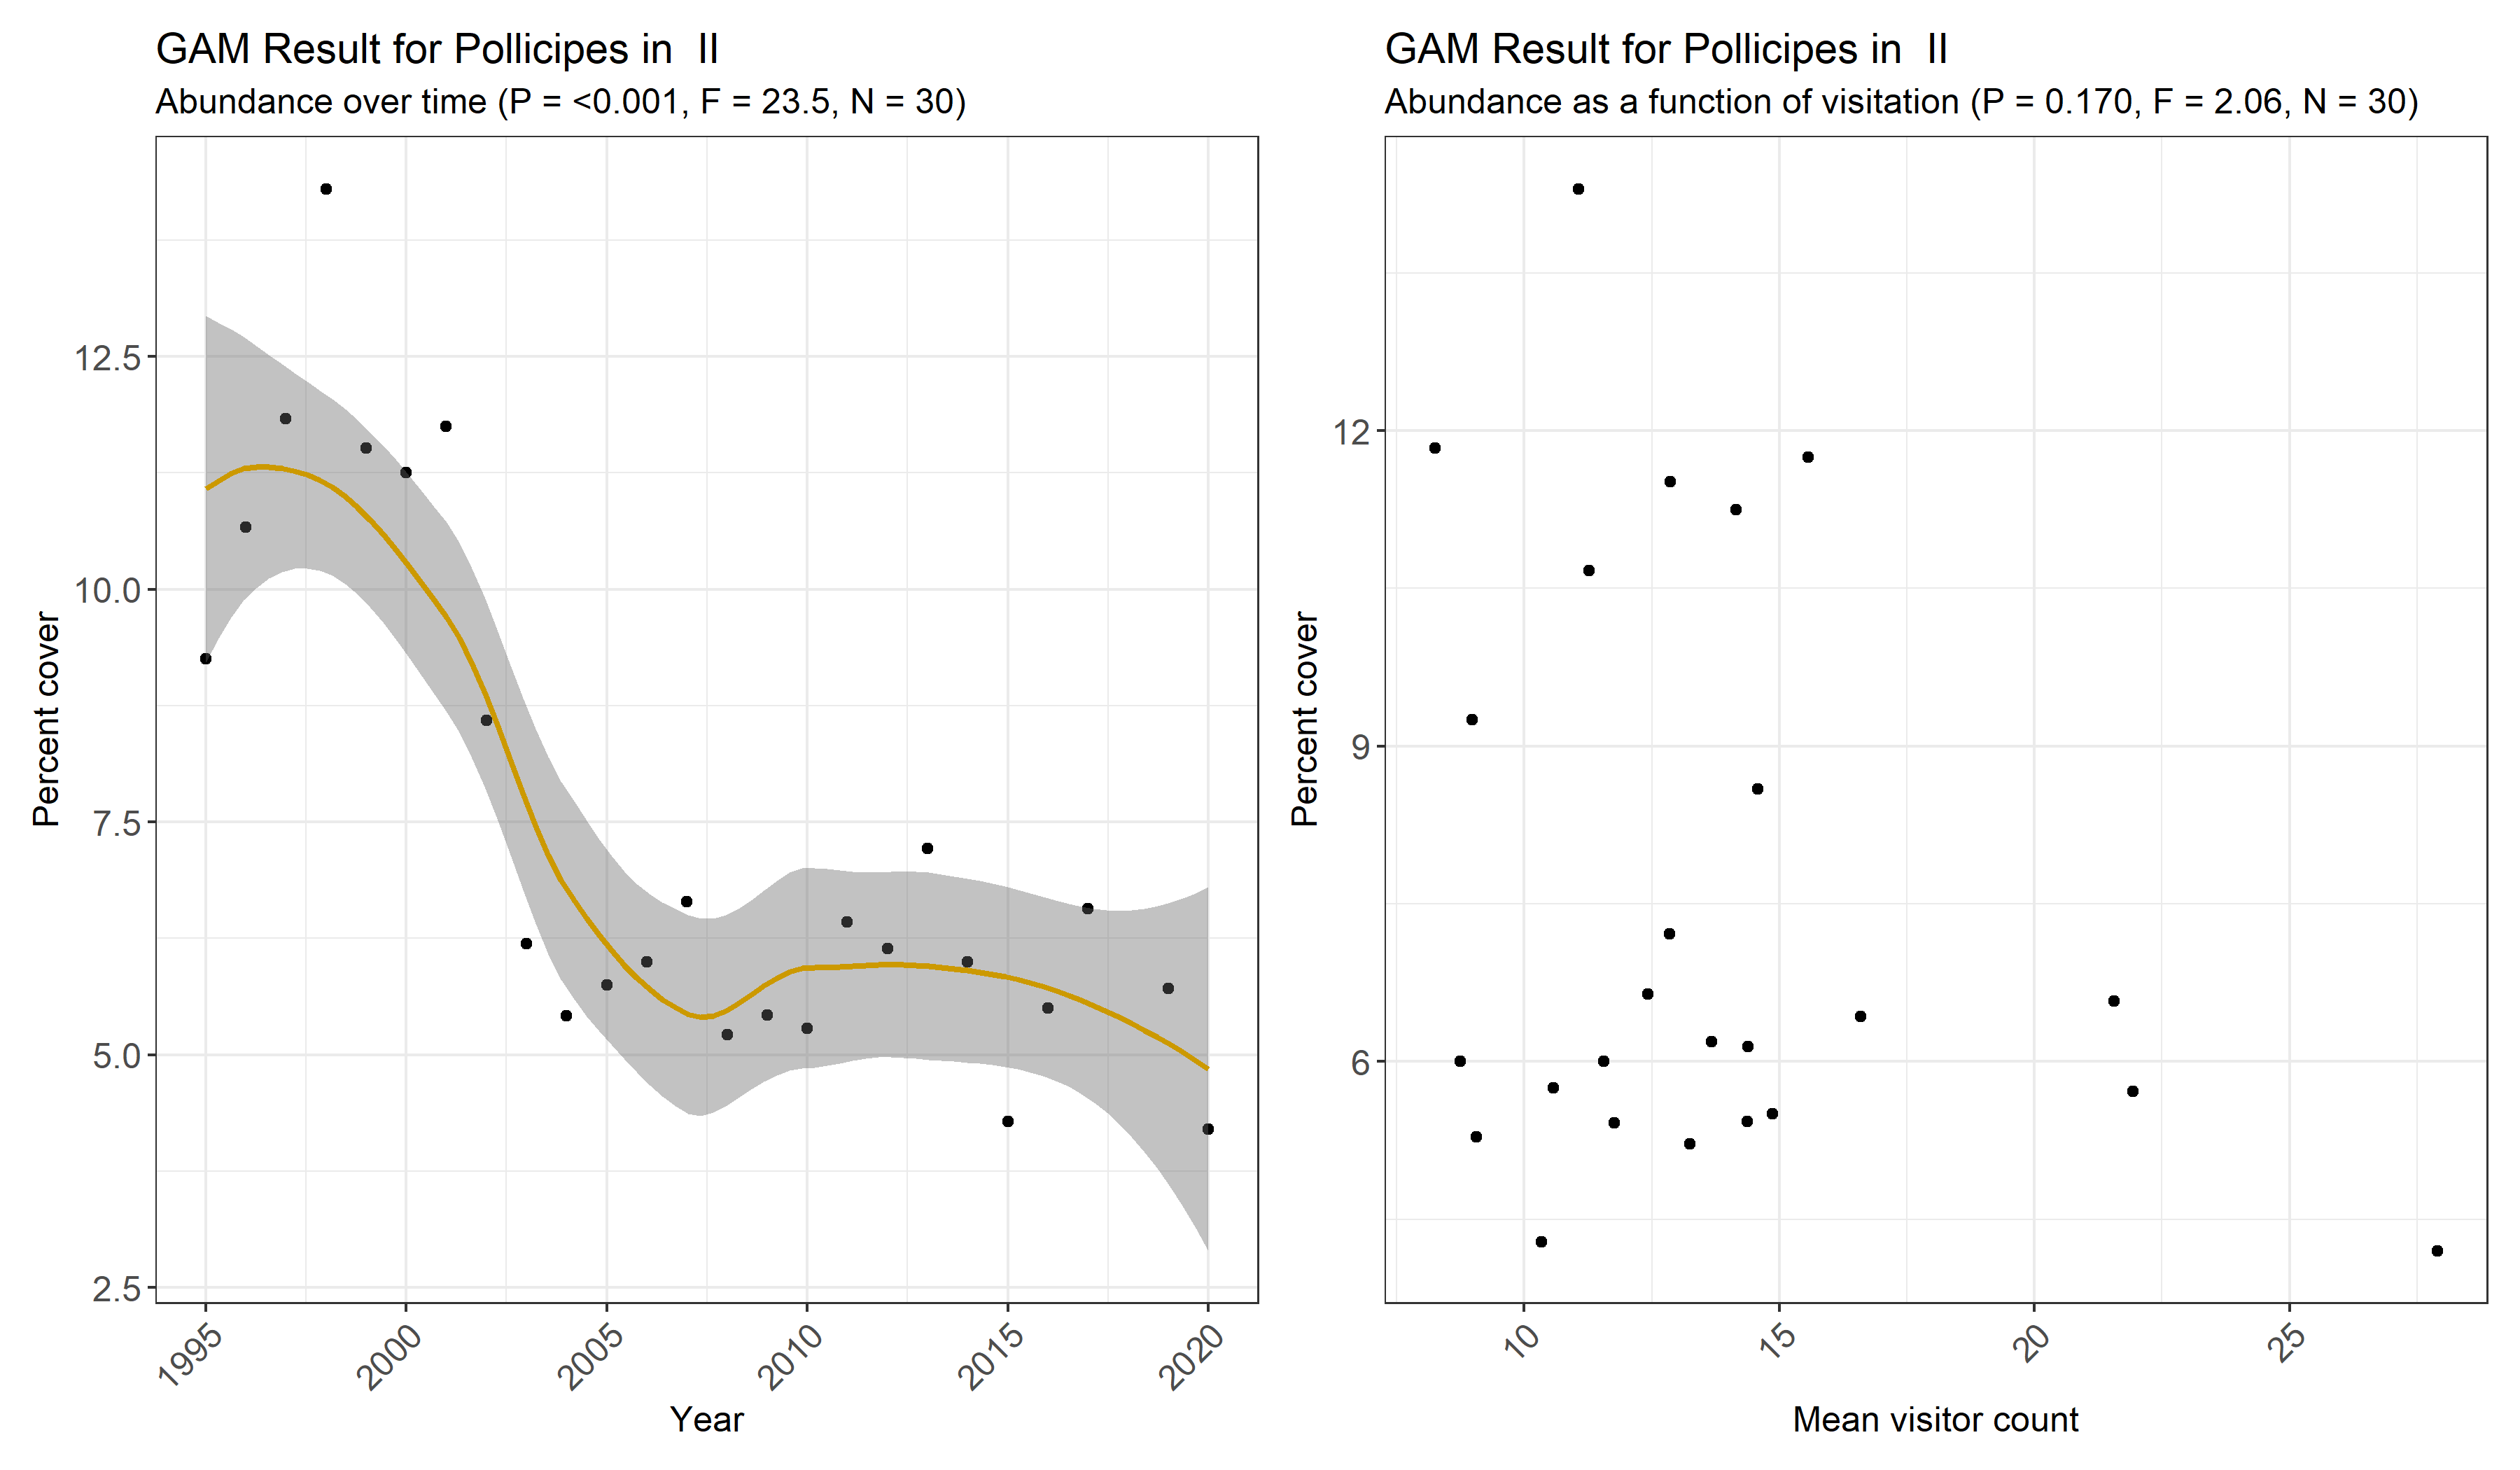 GAM Result for Pollicipes in  II
Abundance over time (P = <0.001, F = 23.5, N = 30)
Percent cover
12.5
10.0
7.5
5.0
2.5
1995
2000
2005
2010
2015
2020
Year
GAM Result for Pollicipes in  II
Abundance as a function of visitation (P = 0.170, F = 2.06, N = 30)
Percent cover
12
9
6
10
15
20
25
Mean visitor count